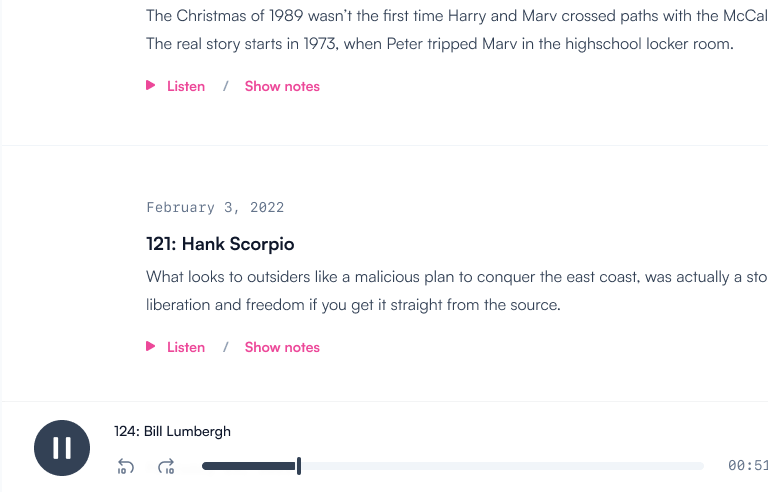 The Christmas of 1989 wasn’t the first time Harry and Marv crossed paths with the
The real story starts in 1973, when Peter tripped Marv in the highschool locker room.
Listen / Show notes
February 3, 2022
121: Hank Scorpio
What looks to outsiders like a malicious plan to conquer the east coast, was actually a
liberation and freedom if you get it straight from the source.
Listen / Show notes
124: Bill Lumbergh
10 10 00:51